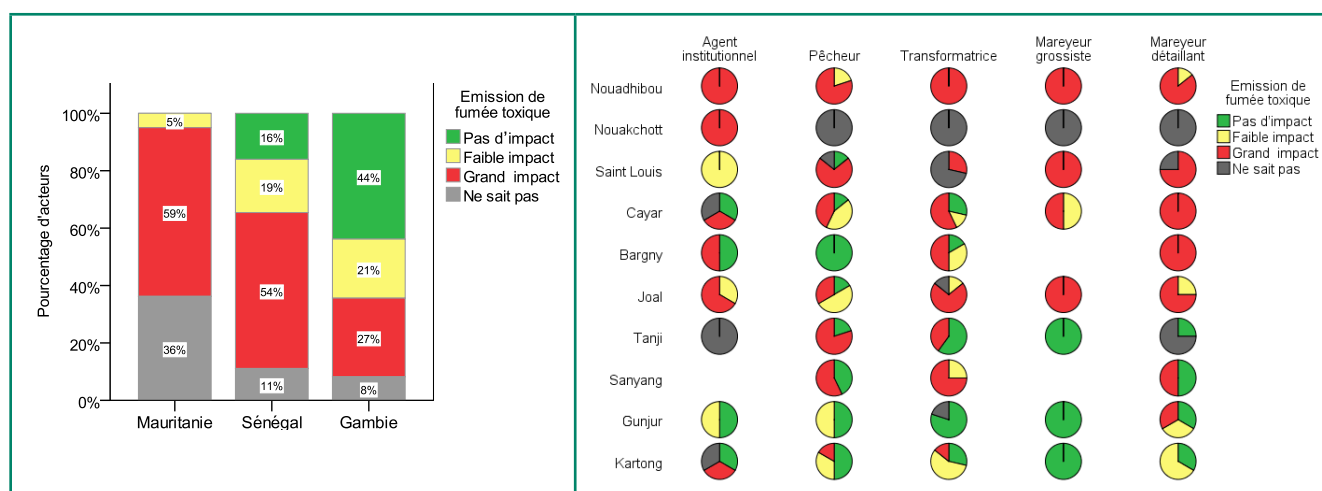 Pourcentage d'acteurs
100%
80%
60%
40%
20%
0%
5%
59%
36%
16%
19%
54%
11%
44%
21%
27%
8%
Mauritanie
Sénégal
Gambie
Emission de
fumée toxique
Pas d'impact
Faible impact
Grand impact
Ne sait pas
Agent
institutionnel
Pêcheur
Transformatrice
Mareyeur
grossiste
Mareyeur
détaillant
Nouadhibou
Nouakchott
Saint Louis
Cayar
Bargny
Joal
Tanji
Sanyang
Gunjur
Kartong
Emission de
fumée toxique
Pas d'impact
Faible impact
Grand impact
Ne sait pas